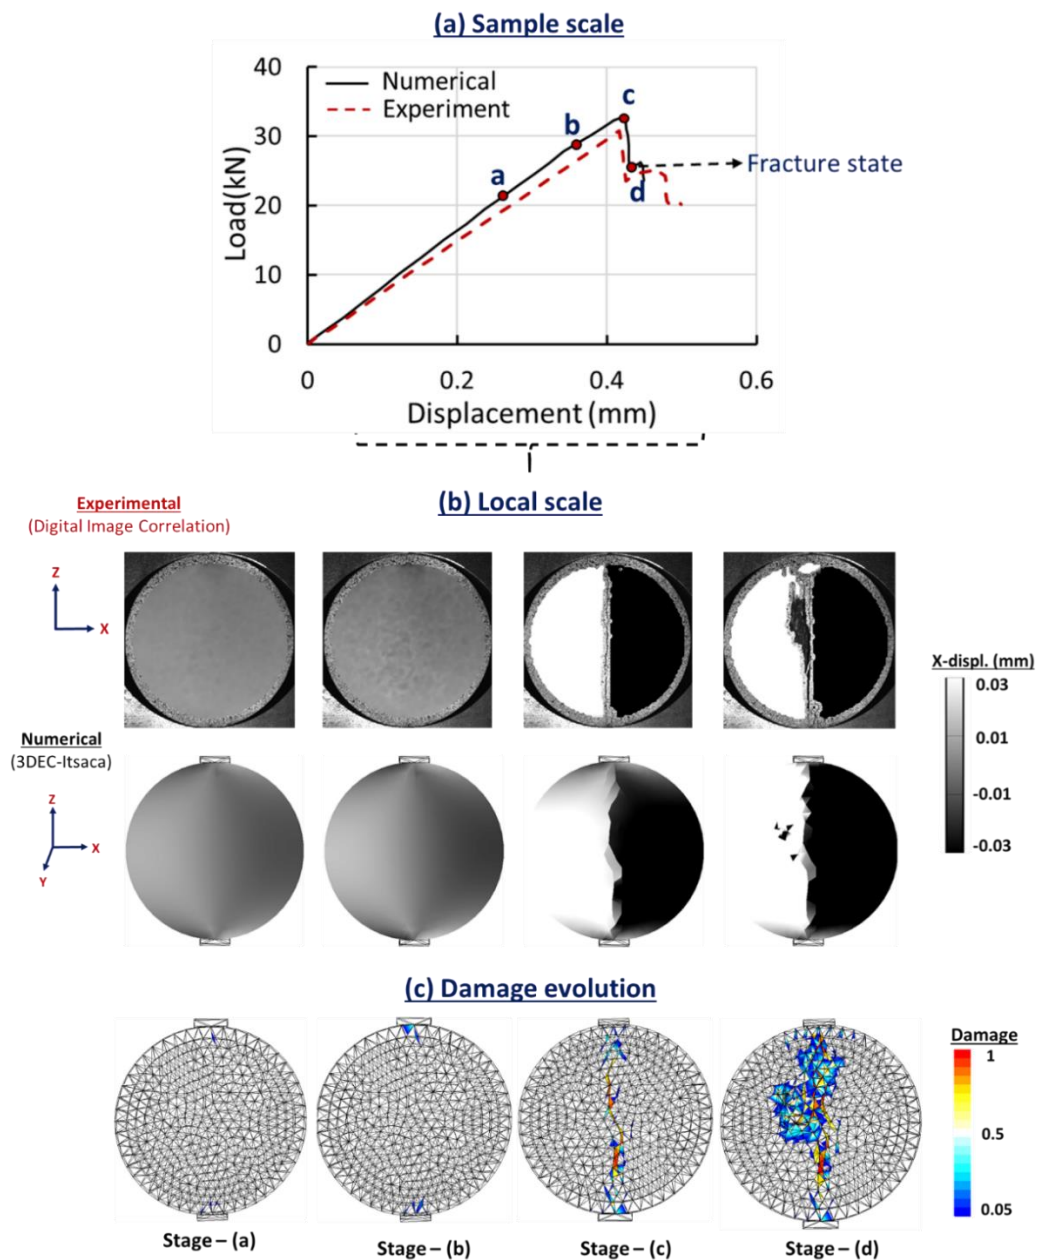 (a) Sample scale
40
30
20
10
0
Load(kN)
Numerical
Experiment
a
b
c
d
Fracture state
0
0.2
0.4
0.6
Displacement (mm)
Experimental
(Digital Image Correlation)
(b) Local scale
Z
X
X-displ. (mm)
0.03
0.01
-0.01
-0.03
Numerical
(3DEC-Itsaca)
Z
X
Y
(c) Damage evolution
Damage
1
0.5
0.05
Stage – (a)
Stage – (b)
Stage – (c)
Stage – (d)